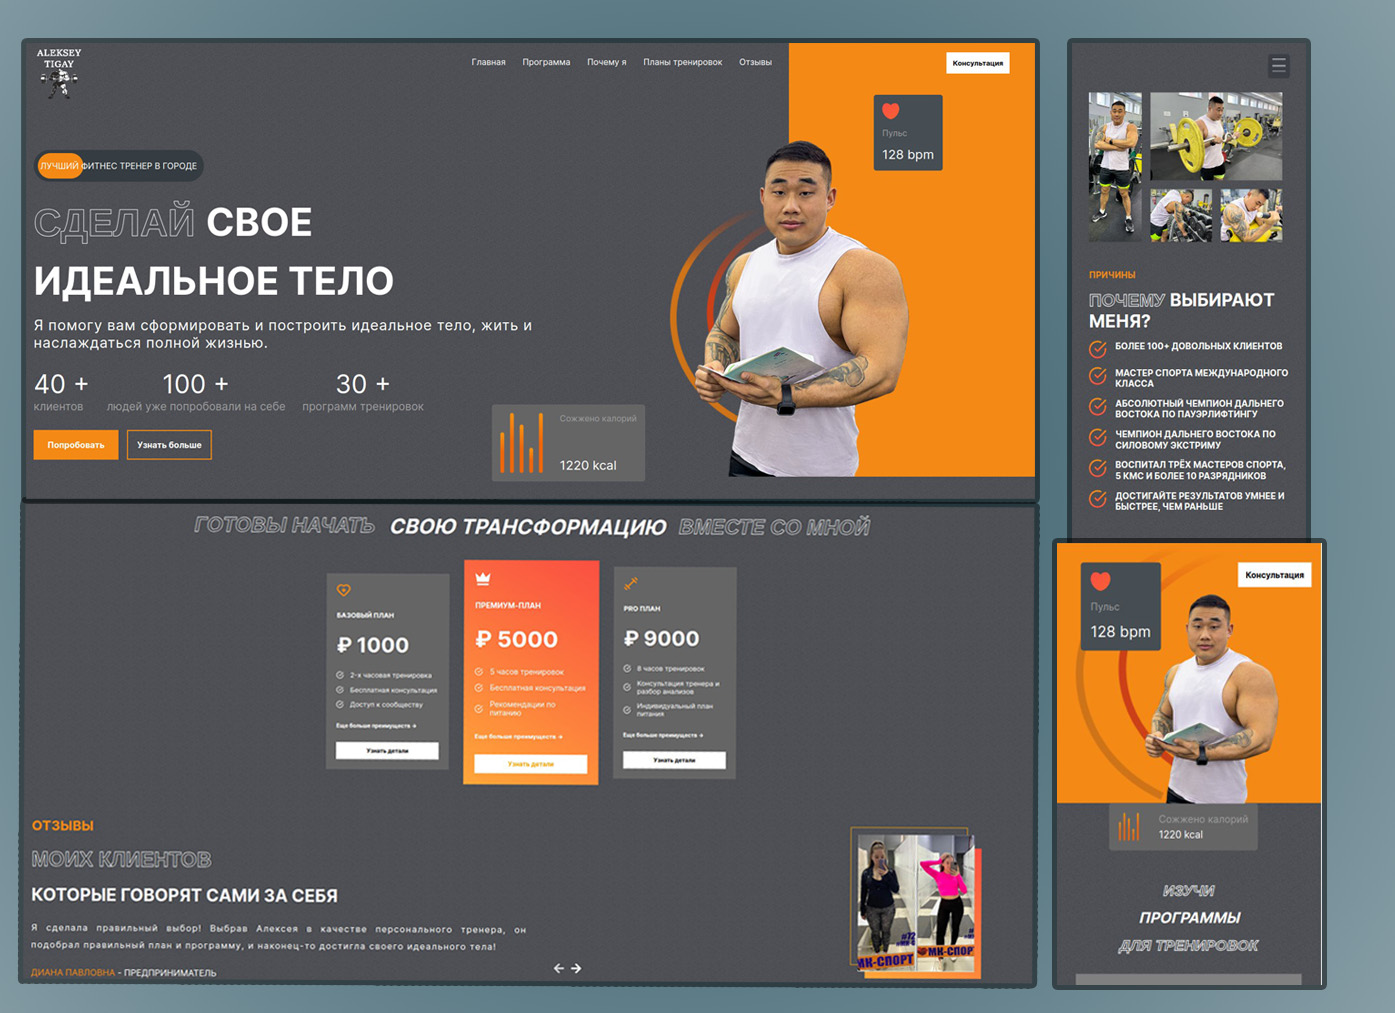 ALEKSEY
TIGAY
Главная Программа Почему я Планы тренировок Отзывы
Консультация
Пульс
128 bpm
ЛУЧШИЙ ФИТНЕС ТРЕНЕР В ГОРОДЕ
СДЕЛАЙ СВОЕ
ИДЕАЛЬНОЕ ТЕЛО
Я помогу вам сформировать и построить идеальное тело, жить и
наслаждаться полной жизнью.
40 + 100 + 30 +
клиентов людей уже попробовали на себе программ тренировок
Попробовать Узнать больше
Сожжено калорий
1220 kcal
ГОТОВЫ НАЧАТЬ СВОЮ ТРАНСФОРМАЦИЮ ВМЕСТЕ СО МНОЙ
БАЗОВЫЙ ПЛАН
₽ 1000
2-х часовая тренировка
Бесплатная консультация
Доступ к сообществу
Еще больше преимуществ →
Узнать детали
ПРЕМИУМ-ПЛАН
₽ 5000
5 часов тренировок
Бесплатная консультация
Рекомендации по
питанию
Еще больше преимуществ →
Узнать детали
PRO ПЛАН
₽ 9000
8 часов тренировок
Консультация тренера и
разбор анализов
Индивидуальный план
питания
Еще больше преимуществ →
Узнать детали
ОТЗЫВЫ
МОИХ КЛИЕНТОВ
КОТОРЫЕ ГОВОРЯТ САМИ ЗА СЕБЯ
Я сделала правильный выбор! Выбрав Алексея в качестве персонального тренера, он
подобрал правильный план и программу, и наконец-то достигла своего идеального тела!
ДИАНА ПАВЛОВНА - ПРЕДПРИНИМАТЕЛЬ
← →
МК-СПОРТ
МК-СПОРТ
ПРИЧИНЫ
ПОЧЕМУ ВЫБИРАЮТ
МЕНЯ?
БОЛЕЕ 100+ ДОВОЛЬНЫХ КЛИЕНТОВ
МАСТЕР СПОРТА МЕЖДУНАРОДНОГО
КЛАССА
АБСОЛЮТНЫЙ ЧЕМПИОН ДАЛЬНЕГО
ВОСТОКА ПО ПАУЭРЛИФТИНГУ
ЧЕМПИОН ДАЛЬНЕГО ВОСТОКА ПО
СИЛОВОМУ ЭКСТРИМУ
ВОСПИТАЛ ТРЁХ МАСТЕРОВ СПОРТА,
5 КМС И БОЛЕЕ 10 РАЗРЯДНИКОВ
ДОСТИГАЙТЕ РЕЗУЛЬТАТОВ УМНЕЕ И
БЫСТРЕЕ, ЧЕМ РАНЬШЕ
Консультация
Пульс
128 bpm
Сожжено калорий
1220 kcal
ИЗУЧИ
ПРОГРАММЫ
ДЛЯ ТРЕНИРОВОК